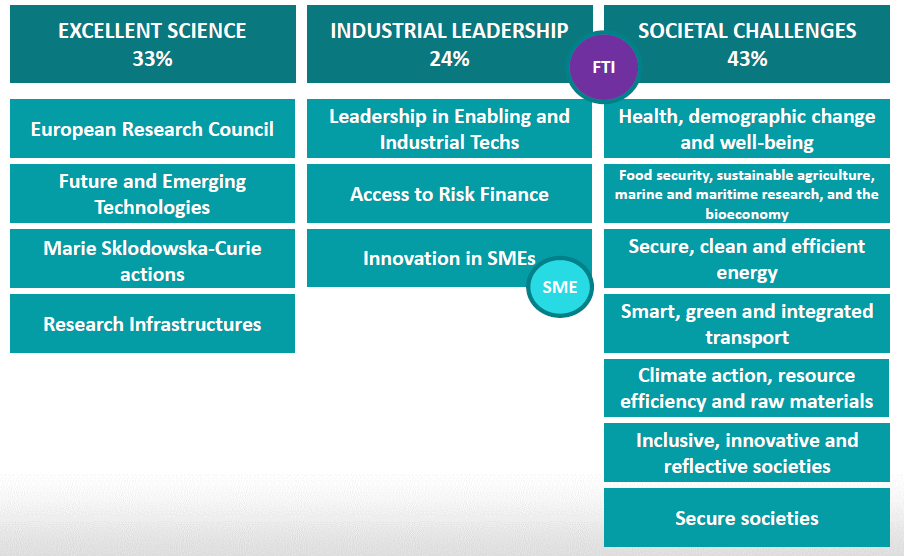 EXCELLENT SCIENCE
33%
European Research Council
Future and Emerging
Technologies
Marie Sklodowska-Curie
actions
Research Infrastructures
INDUSTRIAL LEADERSHIP
24%
Leadership in Enabling and
Industrial Techs
Access to Risk Finance
Innovation in SMEs
SME
FTI
SOCIETAL CHALLENGES
43%
Health, demographic change
and well-being
Food security, sustainable agriculture,
marine and maritime research, and the
bioeconomy
Secure, clean and efficient
energy
Smart, green and integrated
transport
Climate action, resource
efficiency and raw materials
Inclusive, innovative and
reflective societies
Secure societies